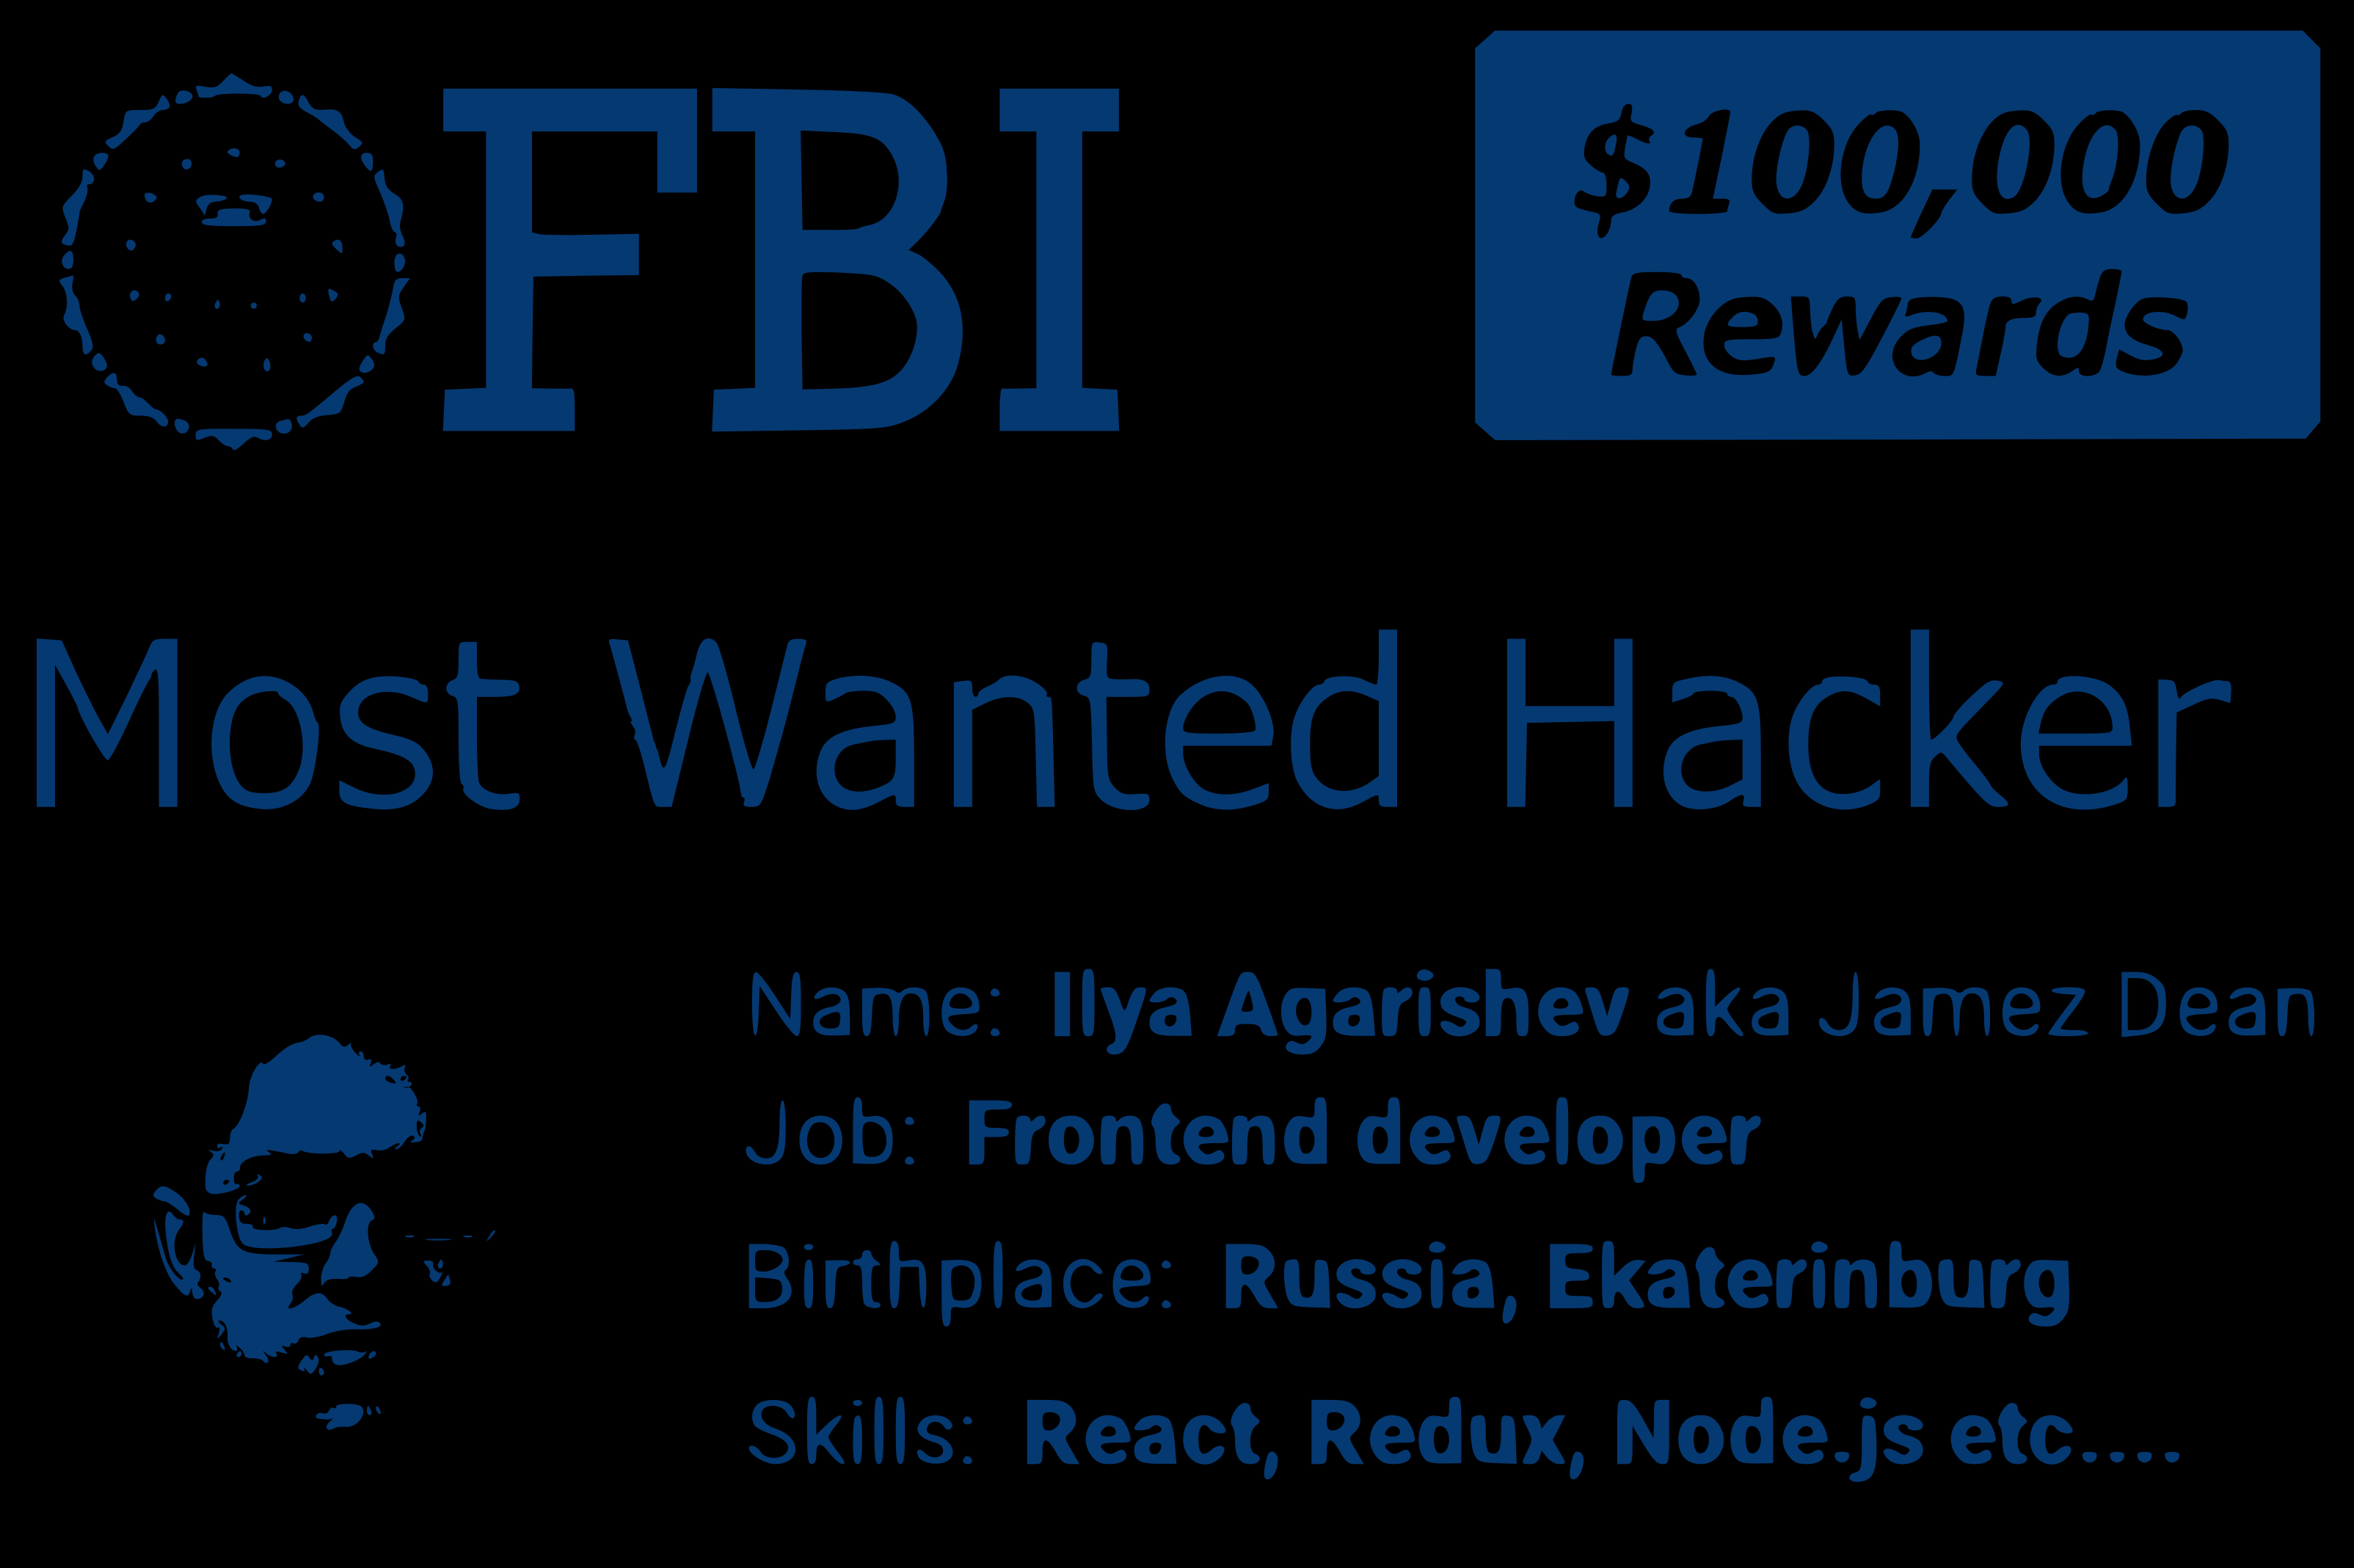 FBI
$100,000
Rewards
Most Wanted Hacker
Name: Ilya Agarishev aka Jamz Dean
Job: Frontend developer
Birthplace: Russia, Ekaterinburg
Skills: React, Redux, Node.js etc....